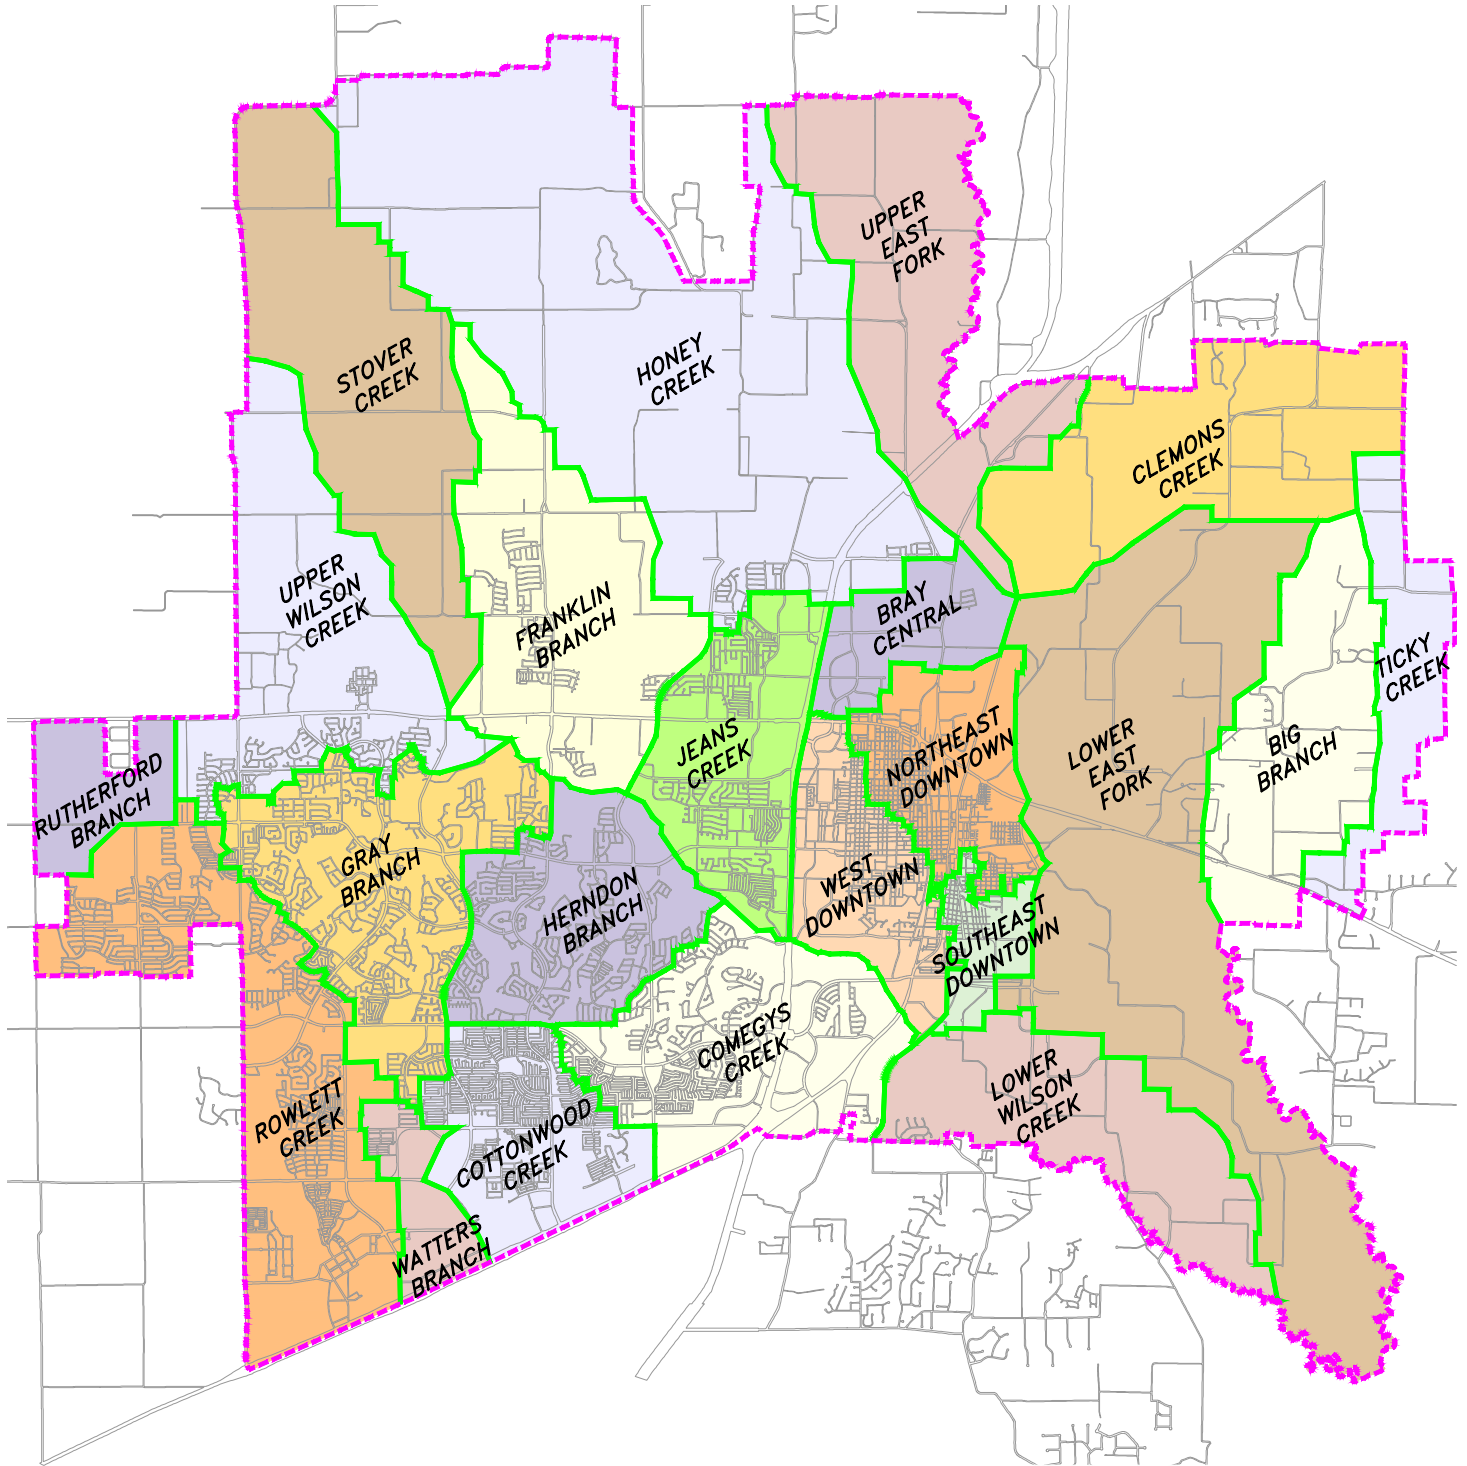 UPPER
EAST
FORK
STOVER
CREEK
HONEY
CREEK
CLEMONS
CREEK
UPPER
WILSON
CREEK
FRANKLIN
BRANCH
BRAY
CENTRAL
TICKY
CREEK
JEANS
CREEK
NORTHEAST
DOWNTOWN
LOWER
EAST
FORK
BIG
BRANCH
RUTHERFORD
BRANCH
GRAY
BRANCH
HERNDON
BRANCH
WEST
DOWNTOWN
SOUTHEAST
DOWNTOWN
COMEGYS
CREEK
LOWER
WILSON
CREEK
ROWLETT
CREEK
COTTONWOOD
CREEK
WATTERS
BRANCH